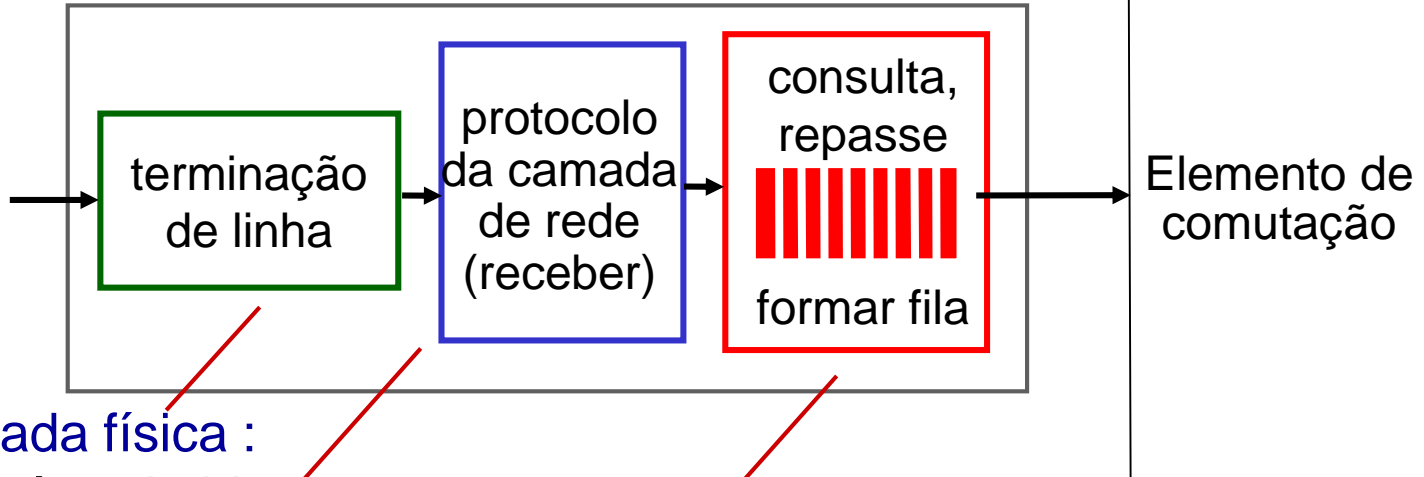 terminação
de linha
protocolo
da camada
de rede
(receber)
consulta,
repasse
formar fila
Elemento de
comutação
ada física :